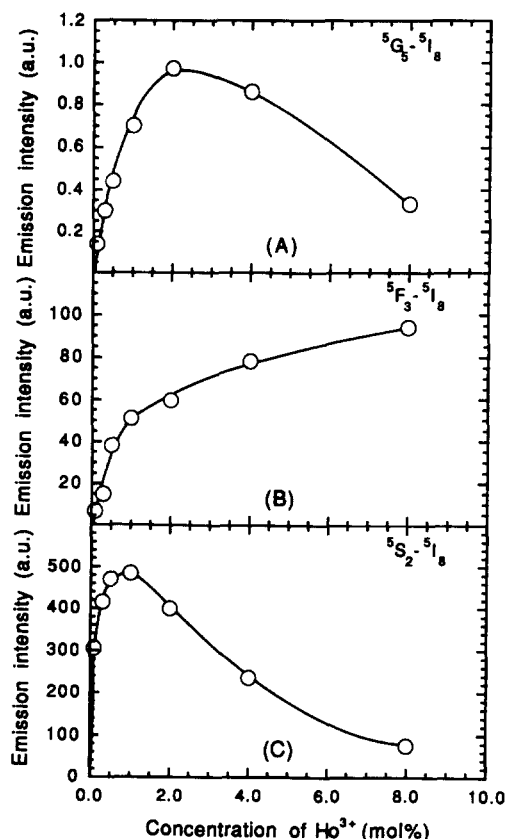 1.2
⁵G₅-⁵I₈
1.0
0.8
0.6
0.4
0.2
Emission intensity (a.u.)
(A)
⁵F₃-⁵I₈
100
80
60
40
20
0
Emission intensity (a.u.)
(B)
⁵S₂-⁵I₈
500
400
300
200
100
0
Emission intensity (a.u.)
(C)
0.0 2.0 4.0 6.0 8.0 10.0
Concentration of Ho³⁺ (mol%)